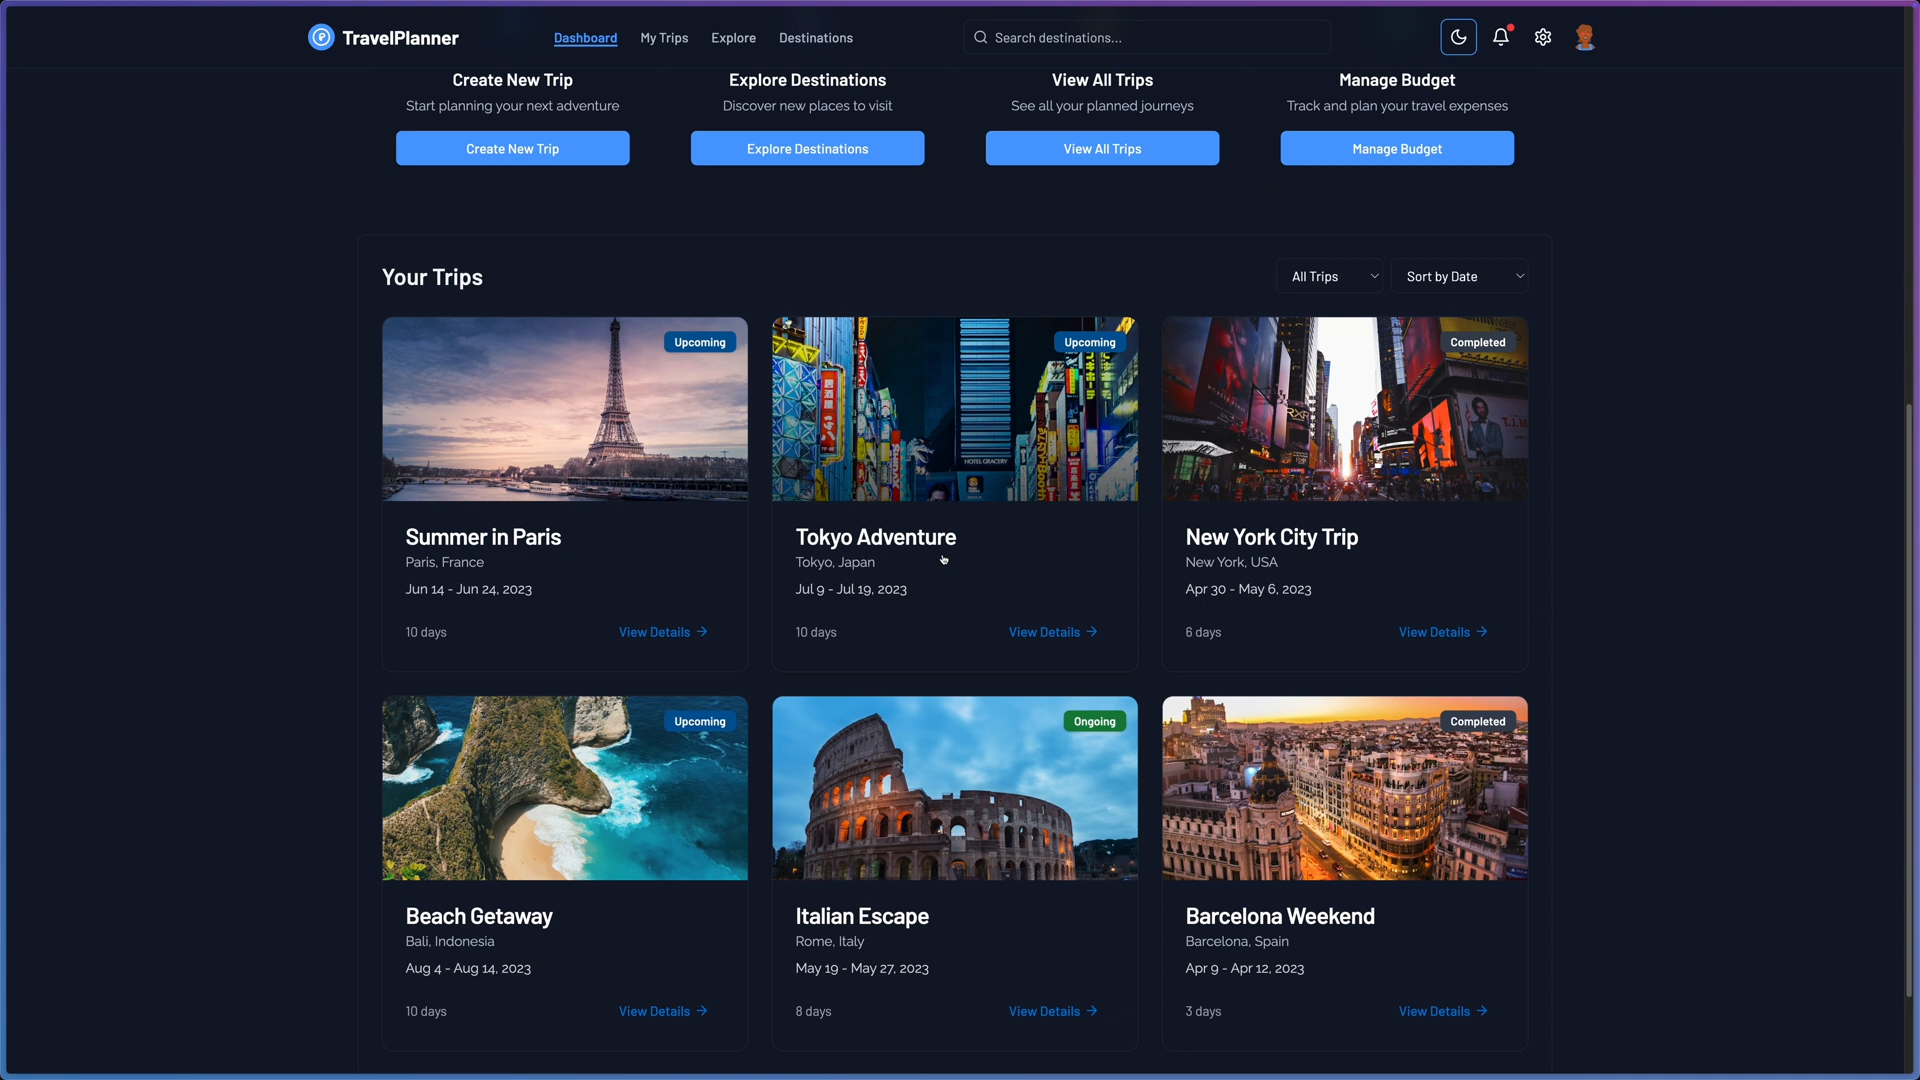 TravelPlanner
Dashboard
My Trips
Explore
Destinations
Search destinations...
Create New Trip
Start planning your next adventure
Create New Trip
Explore Destinations
Discover new places to visit
Explore Destinations
View All Trips
See all your planned journeys
View All Trips
Manage Budget
Track and plan your travel expenses
Manage Budget
Your Trips
All Trips
Sort by Date
Upcoming
居酒屋
Summer in Paris
Paris, France
Jun 14 - Jun 24, 2023
10 days
View Details
Upcoming
HOTEL GRACERY
Tokyo Adventure
Tokyo, Japan
Jul 9 - Jul 19, 2023
10 days
View Details
Completed
New York City Trip
New York, USA
Apr 30 - May 6, 2023
6 days
View Details
Upcoming
Beach Getaway
Bali, Indonesia
Aug 4 - Aug 14, 2023
10 days
View Details
Ongoing
Italian Escape
Rome, Italy
May 19 - May 27, 2023
8 days
View Details
Completed
Barcelona Weekend
Barcelona, Spain
Apr 9 - Apr 12, 2023
3 days
View Details